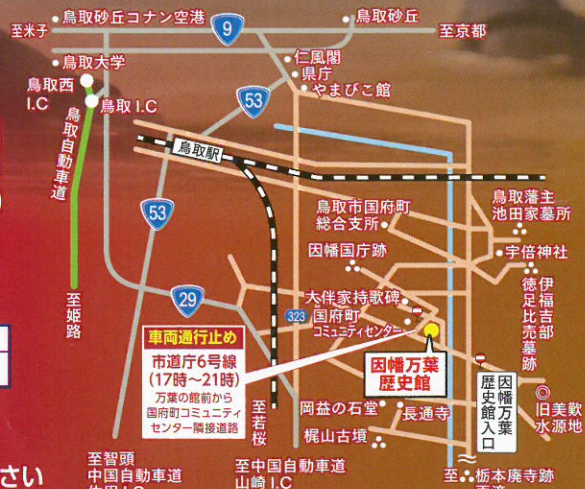 鳥取砂丘コナン空港
至米子
9
鳥取砂丘
至京都
鳥取大学
鳥取西
I.C
鳥取 I.C
仁風閣
県庁
やまびこ館
53
鳥取自動車道
鳥取駅
鳥取市国府町
総合支所
鳥取藩主
池田家墓所
53
因幡国庁跡
宇倍神社
伊福吉部
徳足比売墓跡
至姫路
29
大伴家持歌碑
323
国府町
コミュニティセンター
車両通行止め
市道庁6号線
(17時～21時)
万葉の館前から
国府町コミュニティ
センター隣接道路
因幡万葉
歴史館
因幡万葉
歴史館入口
旧美歎
水源地
至若桜
岡益の石堂
長通寺
梶山古墳
さい
至智頭
中国自動車道
至中国自動車道
山崎 I.C
至
栃本廃寺跡